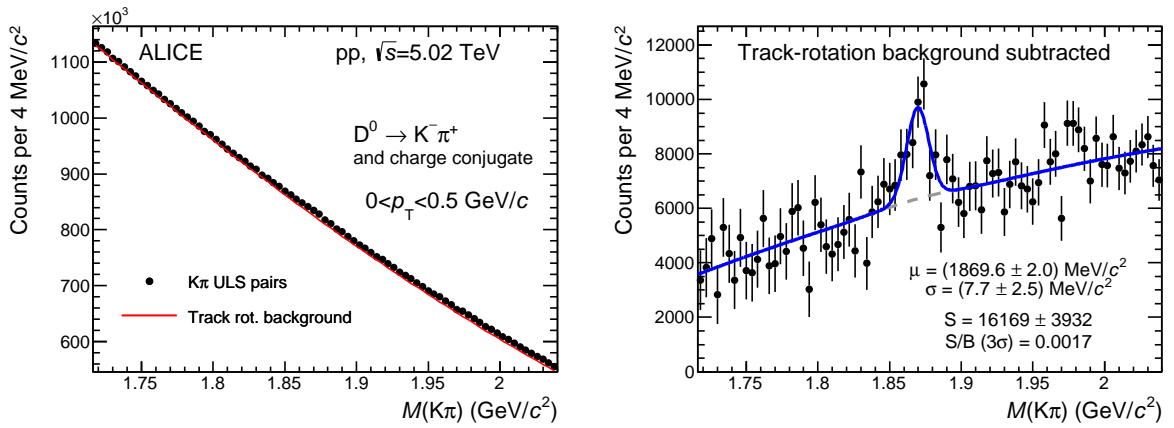 ×10³
Counts per 4 MeV/c²
ALICE
pp, √s=5.02 TeV
D⁰ → K⁻π⁺
and charge conjugate
0<p_T<0.5 GeV/c
Kπ ULS pairs
Track rot. background
1100
1000
900
800
700
600
1.75 1.8 1.85 1.9 1.95 2
M(Kπ) (GeV/c²)
Counts per 4 MeV/c²
Track-rotation background subtracted
12000
10000
8000
6000
4000
2000
0
μ = (1869.6 ± 2.0) MeV/c²
σ = (7.7 ± 2.5) MeV/c²
S = 16169 ± 3932
S/B (3σ) = 0.0017
1.75 1.8 1.85 1.9 1.95 2
M(Kπ) (GeV/c²)